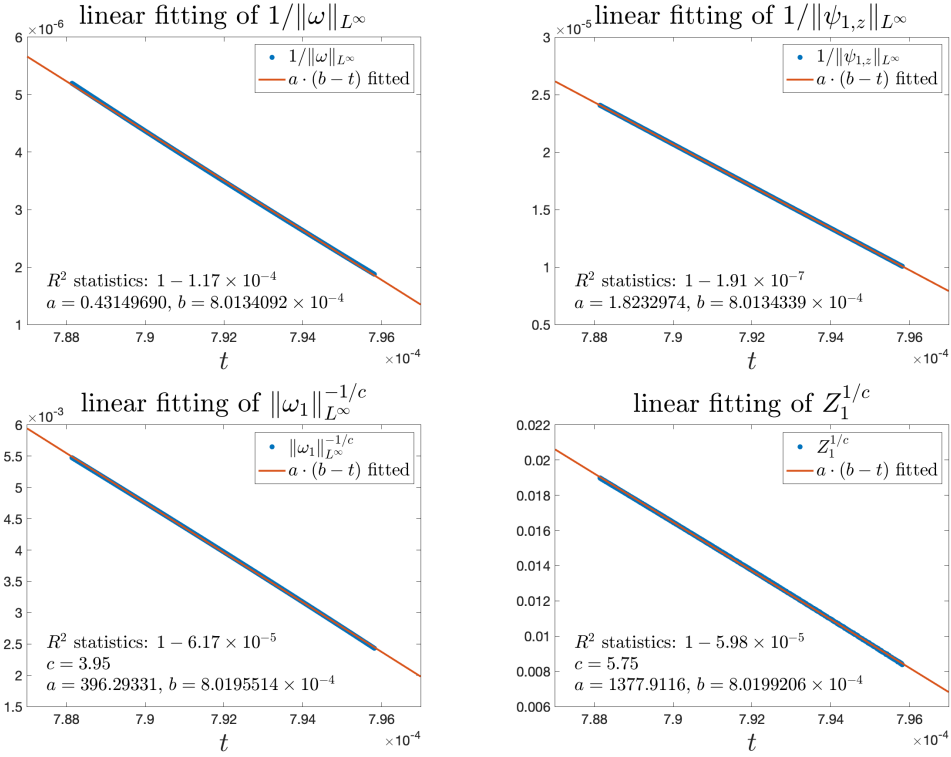 linear fitting of 1/∥ω∥_{L^∞}
×10^{-6}
6
5
4
3
2
1
1/∥ω∥_{L^∞}
a · (b − t) fitted
R² statistics: 1 − 1.17 × 10^{-4}
a = 0.43149690, b = 8.0134092 × 10^{-4}
7.88 7.9 7.92 7.94 7.96
×10^{-4}
t
linear fitting of 1/∥ψ_{1,z}∥_{L^∞}
×10^{-5}
3
2.5
2
1.5
1
0.5
1/∥ψ_{1,z}∥_{L^∞}
a · (b − t) fitted
R² statistics: 1 − 1.91 × 10^{-7}
a = 1.8232974, b = 8.0134339 × 10^{-4}
7.88 7.9 7.92 7.94 7.96
×10^{-4}
t
linear fitting of ∥ω_1∥_{L^∞}^{-1/c}
×10^{-3}
6
5.5
5
4.5
4
3.5
3
2.5
2
1.5
∥ω_1∥_{L^∞}^{-1/c}
a · (b − t) fitted
R² statistics: 1 − 6.17 × 10^{-5}
c = 3.95
a = 396.29331, b = 8.0195514 × 10^{-4}
7.88 7.9 7.92 7.94 7.96
×10^{-4}
t
linear fitting of Z_1^{1/c}
0.022
0.02
0.018
0.016
0.014
0.012
0.01
0.008
0.006
Z_1^{1/c}
a · (b − t) fitted
R² statistics: 1 − 5.98 × 10^{-5}
c = 5.75
a = 1377.9116, b = 8.0199206 × 10^{-4}
7.88 7.9 7.92 7.94 7.96
×10^{-4}
t